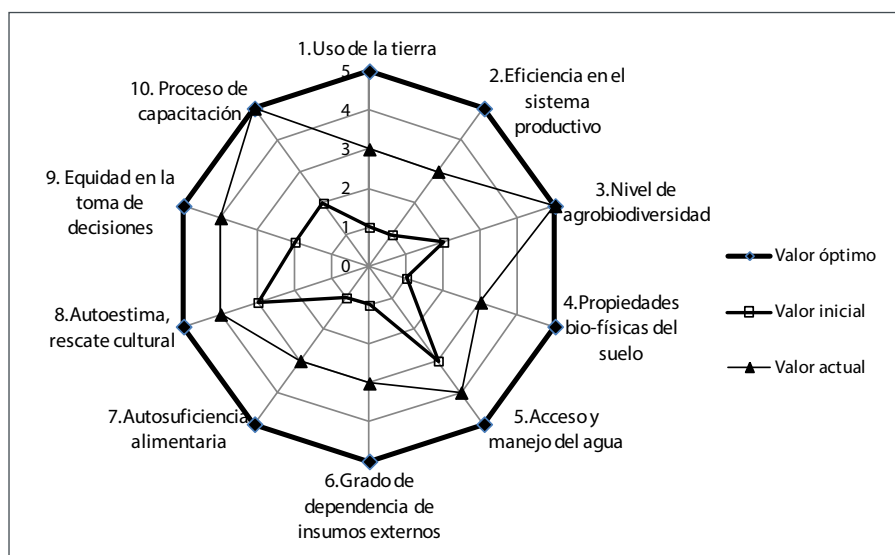 1.Uso de la tierra
2.Eficiencia en el
sistema
productivo
3.Nivel de
agrobiodiversidad
4.Propiedades
bio-físicas del
suelo
5.Acceso y
manejo del agua
6.Grado de
dependencia de
insumos externos
7.Autosuficiencia
alimentaria
8.Autoestima,
rescate cultural
9. Equidad en la
toma de
decisiones
10. Proceso de
capacitación
5
4
3
2
1
0
Valor óptimo
Valor inicial
Valor actual